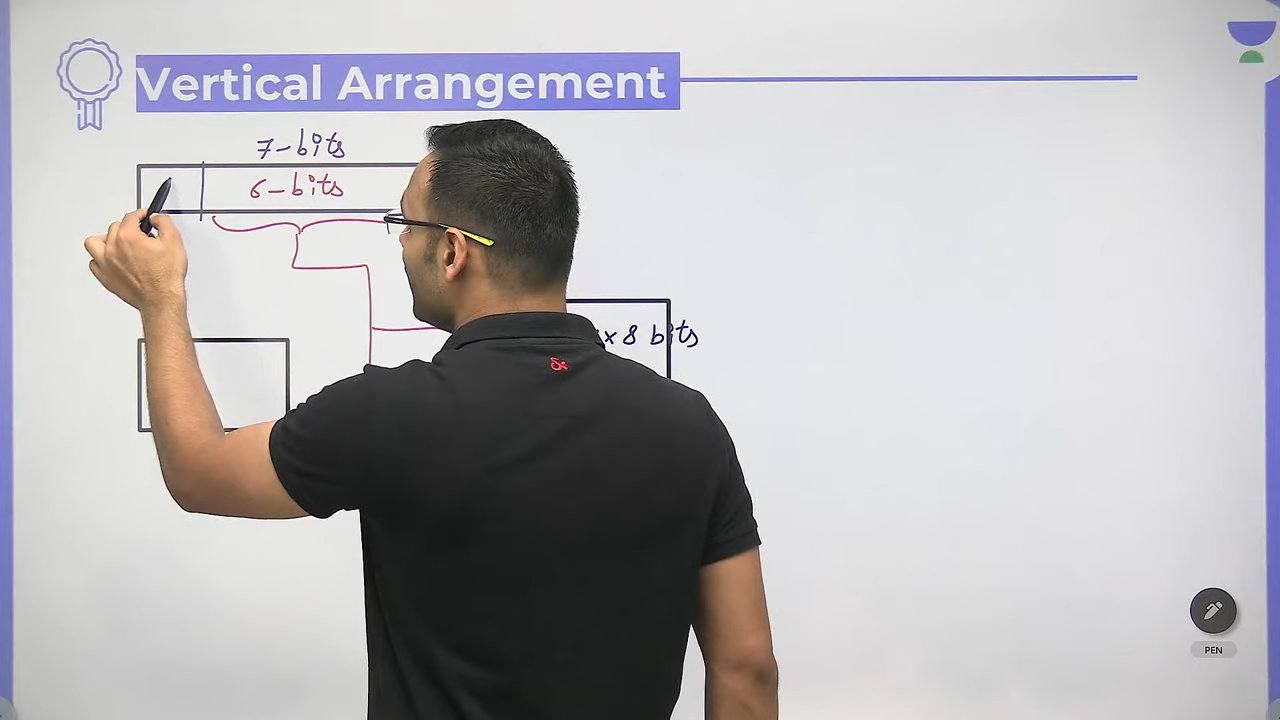 Vertical Arrangement
7-bits
6-bits
×8 bits
PEN